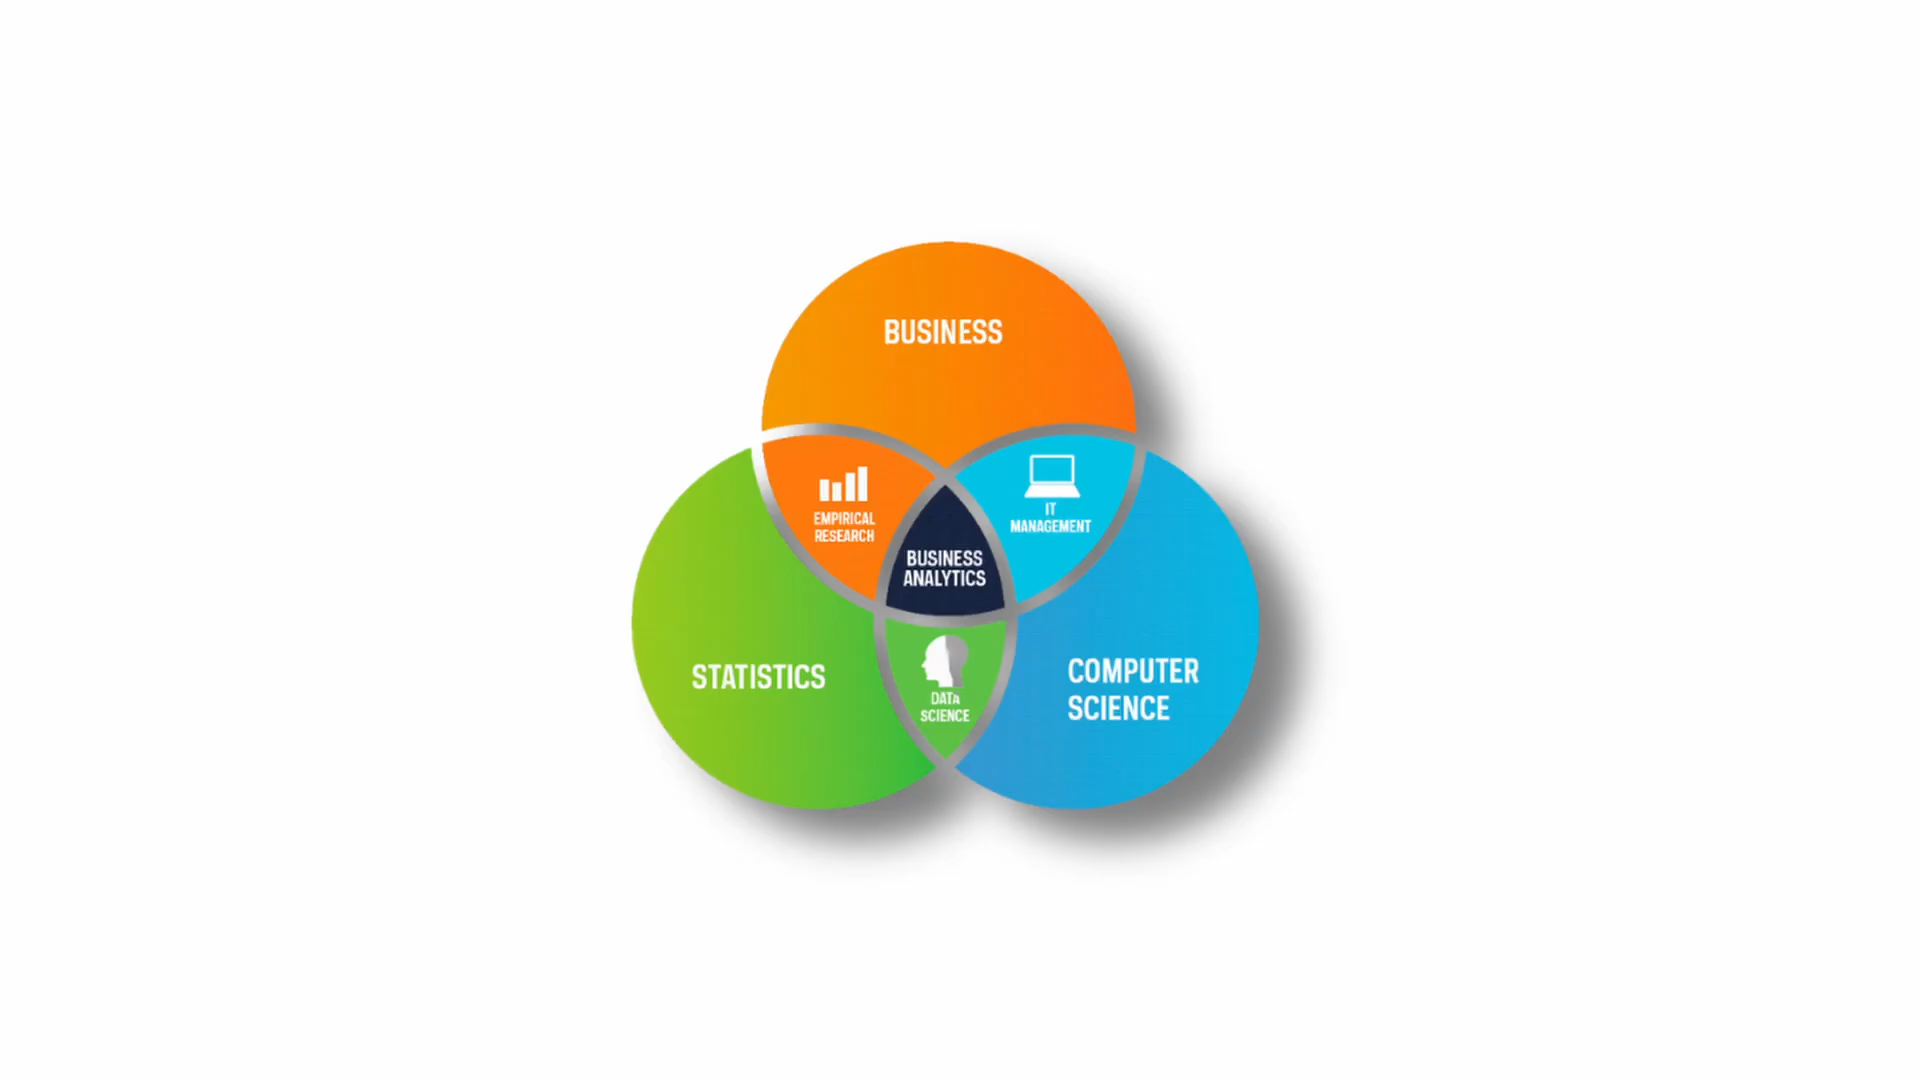 BUSINESS
EMPIRICAL
RESEARCH
IT
MANAGEMENT
BUSINESS
ANALYTICS
STATISTICS
DATA
SCIENCE
COMPUTER
SCIENCE